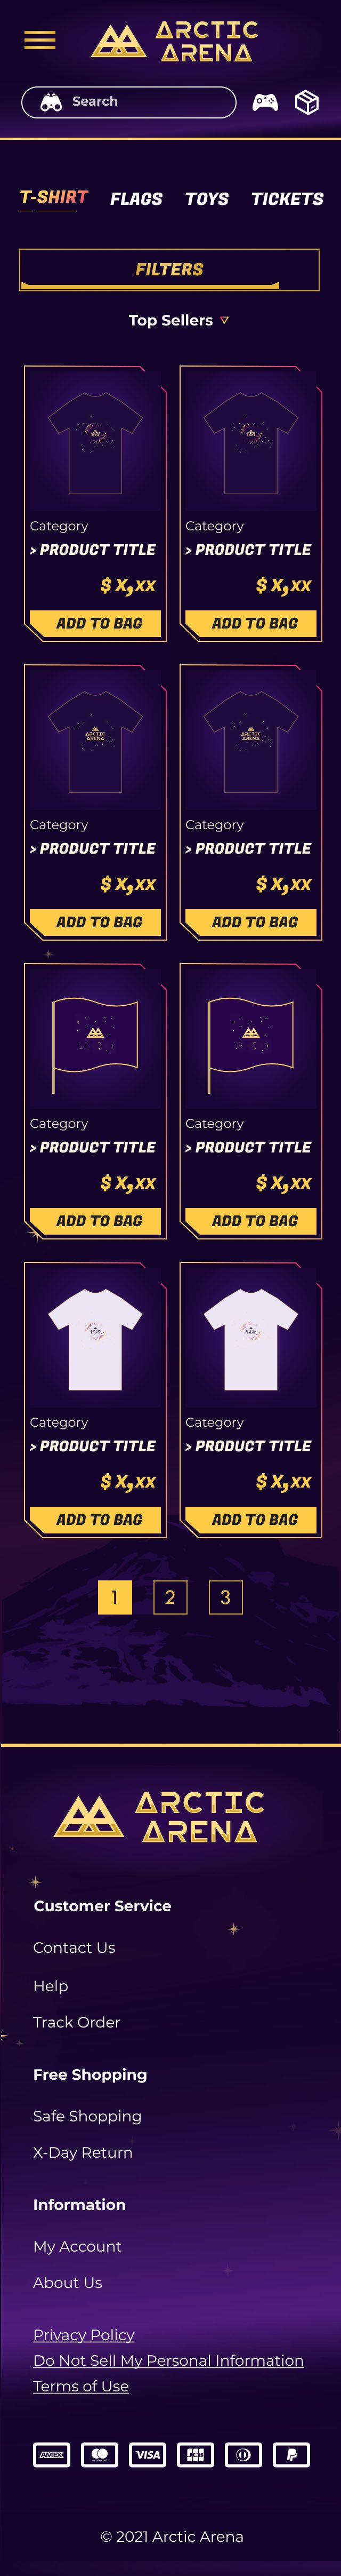 ARCTIC
ARENA
Search
T-SHIRT FLAGS TOYS TICKETS
FILTERS
Top Sellers
Category Category
> PRODUCT TITLE > PRODUCT TITLE
$ X,XX $ X,XX
ADD TO BAG ADD TO BAG
ARCTIC ARENA ARCTIC ARENA
Category Category
> PRODUCT TITLE > PRODUCT TITLE
$ X,XX $ X,XX
ADD TO BAG ADD TO BAG
Category Category
> PRODUCT TITLE > PRODUCT TITLE
$ X,XX $ X,XX
ADD TO BAG ADD TO BAG
Category Category
> PRODUCT TITLE > PRODUCT TITLE
$ X,XX $ X,XX
ADD TO BAG ADD TO BAG
1 2 3
ARCTIC
ARENA
Customer Service
Contact Us
Help
Track Order
Free Shopping
Safe Shopping
X-Day Return
Information
My Account
About Us
Privacy Policy
Do Not Sell My Personal Information
Terms of Use
AMEX VISA JCB
© 2021 Arctic Arena